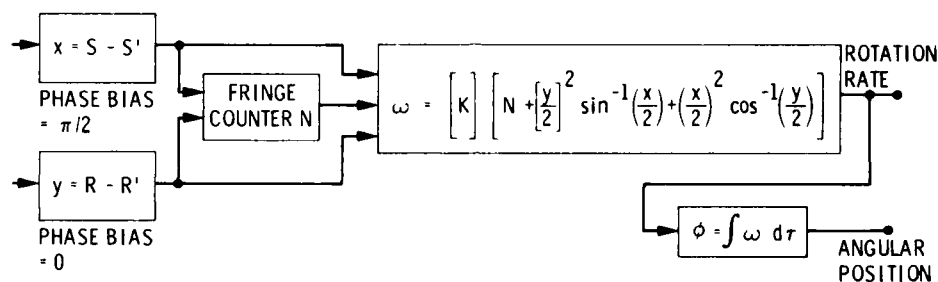 x = S - S'
PHASE BIAS
= π/2
FRINGE
COUNTER N
ω = [K] [N + [y/2]² sin⁻¹(x/2) + (x/2)² cos⁻¹(y/2)]
ROTATION
RATE
y = R - R'
PHASE BIAS
= 0
φ = ∫ ω dτ
ANGULAR
POSITION